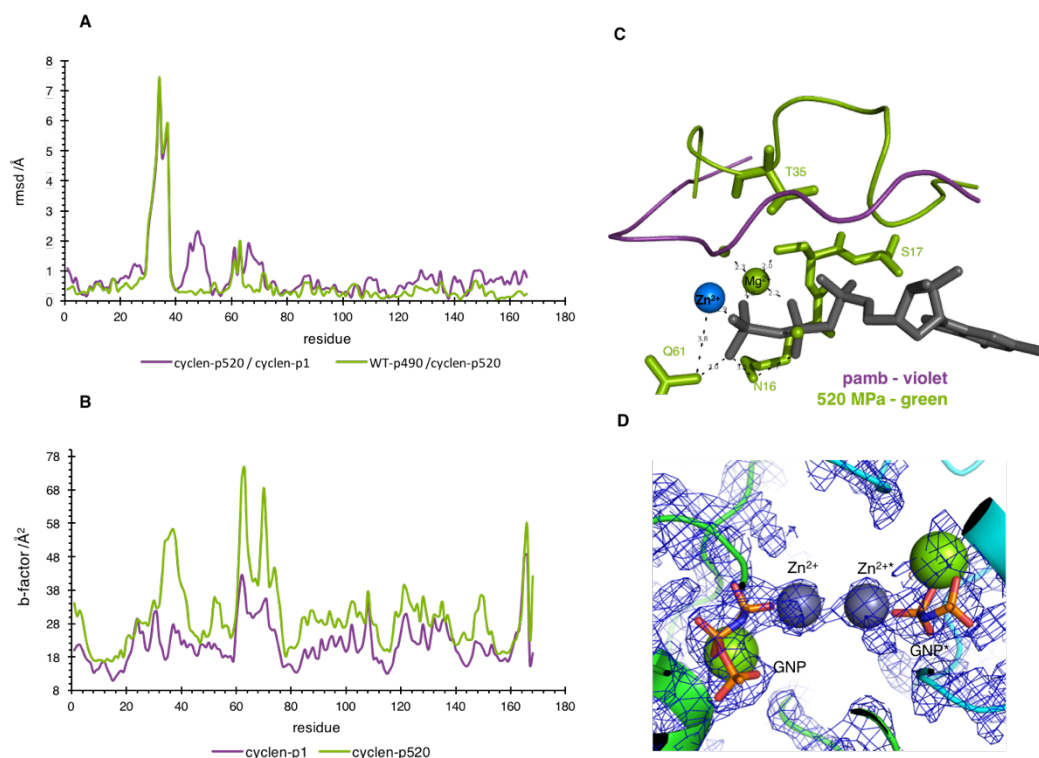 A
rmsd /Å
8
7
6
5
4
3
2
1
0
0 20 40 60 80 100 120 140 160 180
residue
cyclen-p520 / cyclen-p1 WT-p490 /cyclen-p520
B
b-factor /Å²
78
68
58
48
38
28
18
8
0 20 40 60 80 100 120 140 160 180
residue
cyclen-p1 cyclen-p520
C
T35
S17
Mg²⁺
Zn²⁺
Q61
3.8
N16
pamb - violet
520 MPa - green
D
Zn²⁺ Zn²⁺*
GNP*
GNP